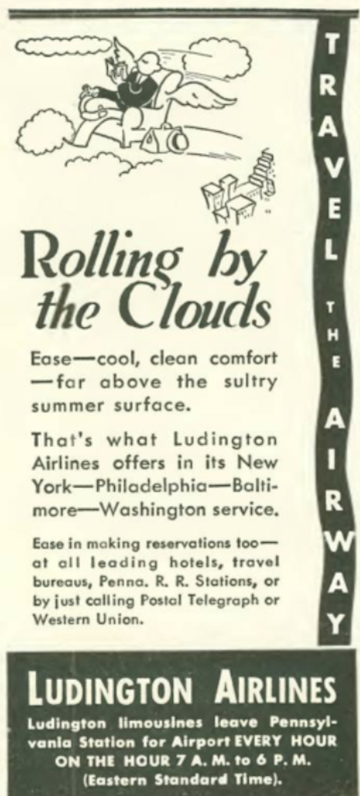 TRAVEL THE AIRWAY
Rolling by
the Clouds
Ease—cool, clean comfort
—far above the sultry
summer surface.
That's what Ludington
Airlines offers in its New
York—Philadelphia—Balti-
more—Washington service.
Ease in making reservations too—
at all leading hotels, travel
bureaus, Penna. R. R. Stations, or
by just calling Postal Telegraph or
Western Union.
LUDINGTON AIRLINES
Ludington limousines leave Pennsyl-
vania Station for Airport EVERY HOUR
ON THE HOUR 7 A. M. to 6 P. M.
(Eastern Standard Time).